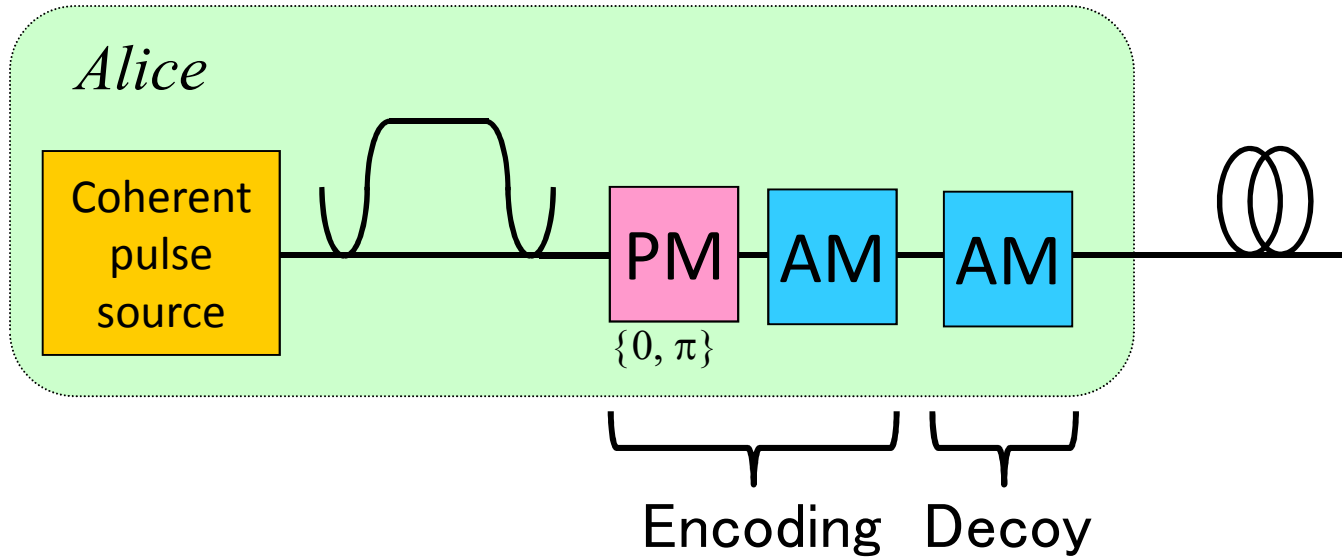 Alice
Coherent
pulse
source
PM
AM
AM
{0, π}
Encoding
Decoy